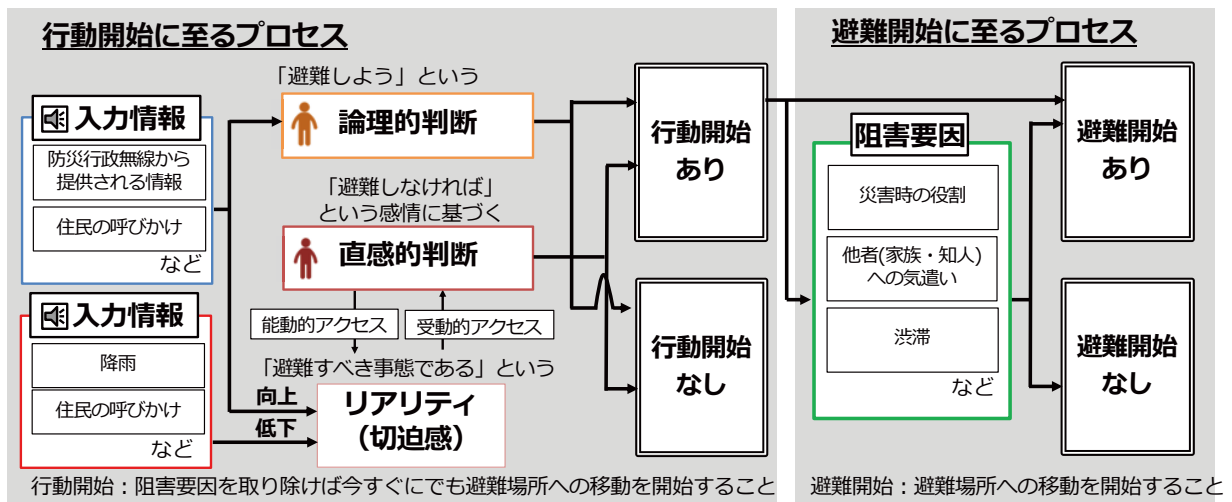 行動開始に至るプロセス
入力情報
防災行政無線から
提供される情報
住民の呼びかけ
など
入力情報
降雨
住民の呼びかけ
など
「避難しよう」という
論理的判断
「避難しなければ」
という感情に基づく
直感的判断
能動的アクセス
受動的アクセス
「避難すべき事態である」という
向上
低下
リアリティ
（切迫感）
行動開始
あり
行動開始
なし
行動開始：阻害要因を取り除けば今すぐにでも避難場所への移動を開始すること
避難開始に至るプロセス
阻害要因
災害時の役割
他者(家族・知人)
への気遣い
渋滞
など
避難開始
あり
避難開始
なし
避難開始：避難場所への移動を開始すること